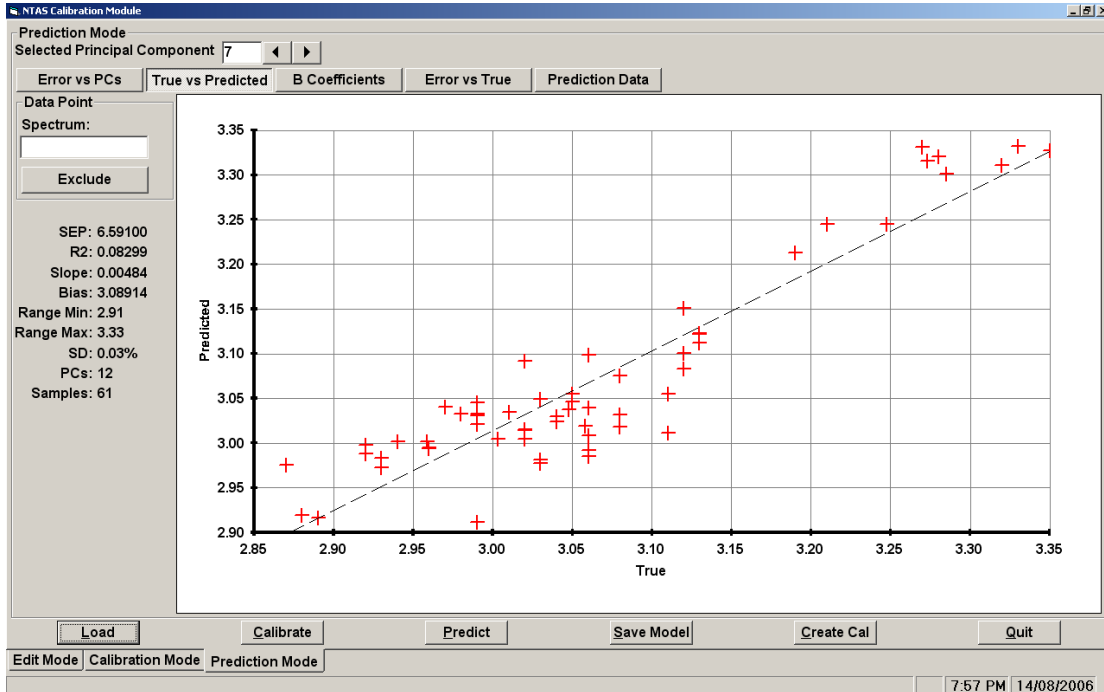 NTAS Calibration Module
Prediction Mode
Selected Principal Component 7
Error vs PCs True vs Predicted B Coefficients Error vs True Prediction Data
Data Point
Spectrum:
Exclude
SEP: 6.59100
R2: 0.08299
Slope: 0.00484
Bias: 3.08914
Range Min: 2.91
Range Max: 3.33
SD: 0.03%
PCs: 12
Samples: 61
Predicted
3.35
3.30
3.25
3.20
3.15
3.10
3.05
3.00
2.95
2.90
2.85 2.90 2.95 3.00 3.05 3.10 3.15 3.20 3.25 3.30 3.35
True
Load Calibrate Predict Save Model Create Cal Quit
Edit Mode Calibration Mode Prediction Mode
7:57 PM 14/08/2006